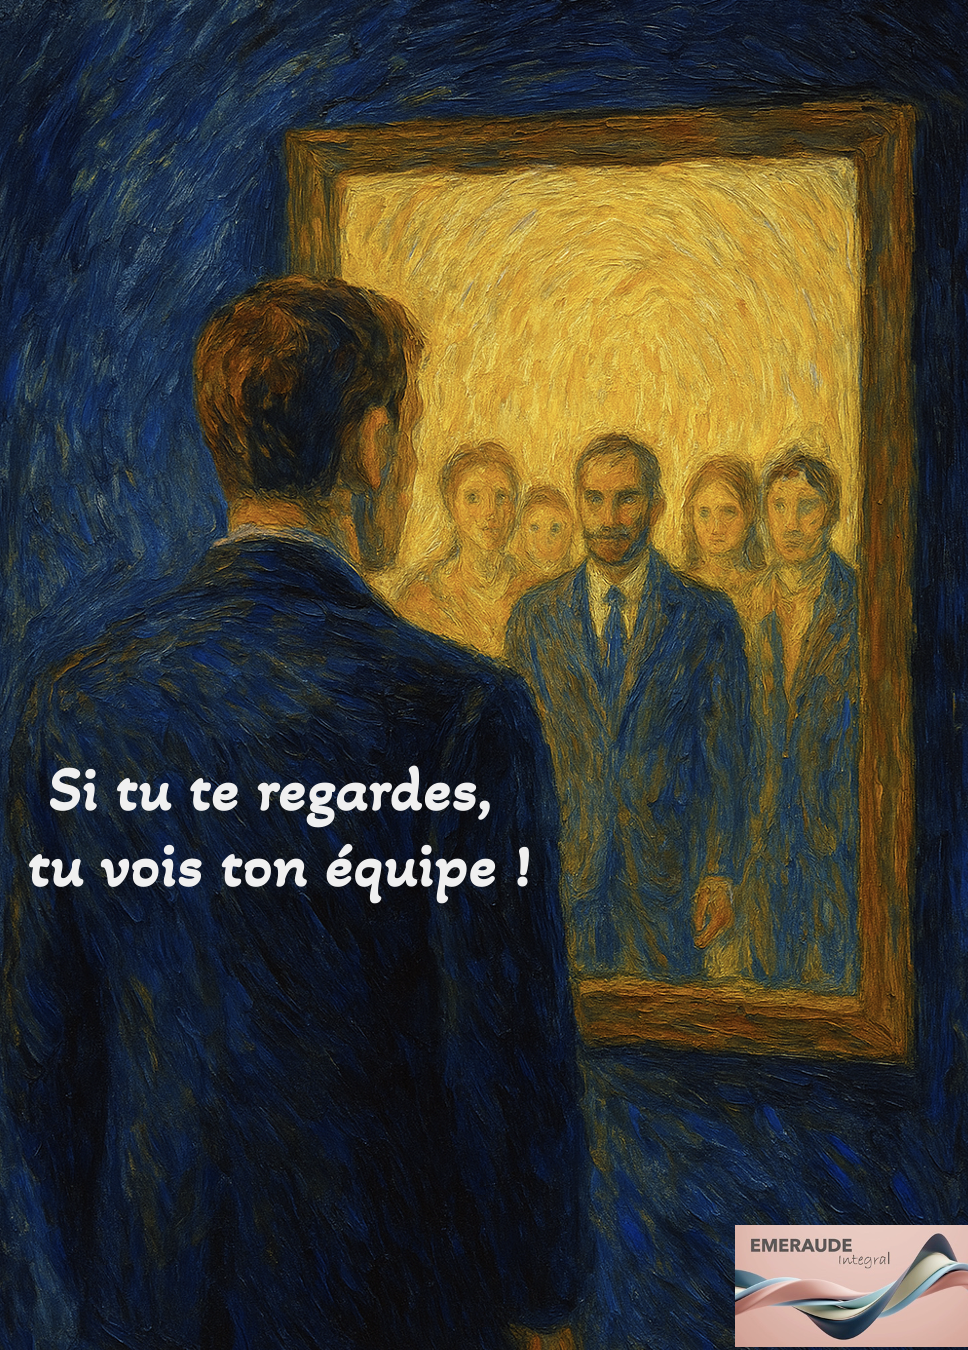 Si tu te regardes,
tu vois ton équipe !
EMERAUDE
Integral